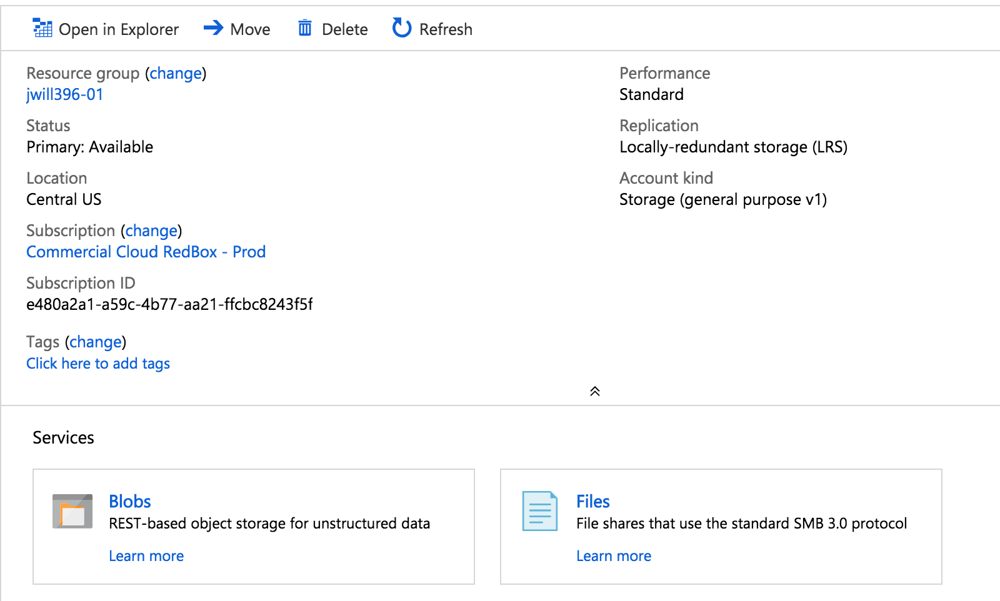 Open in Explorer Move Delete Refresh
Resource group (change)
jwill396-01
Status
Primary: Available
Location
Central US
Subscription (change)
Commercial Cloud RedBox - Prod
Subscription ID
e480a2a1-a59c-4b77-aa21-ffcbc8243f5f
Tags (change)
Click here to add tags
Performance
Standard
Replication
Locally-redundant storage (LRS)
Account kind
Storage (general purpose v1)
Services
Blobs
REST-based object storage for unstructured data
Learn more
Files
File shares that use the standard SMB 3.0 protocol
Learn more